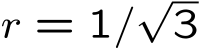 r = 1/√3